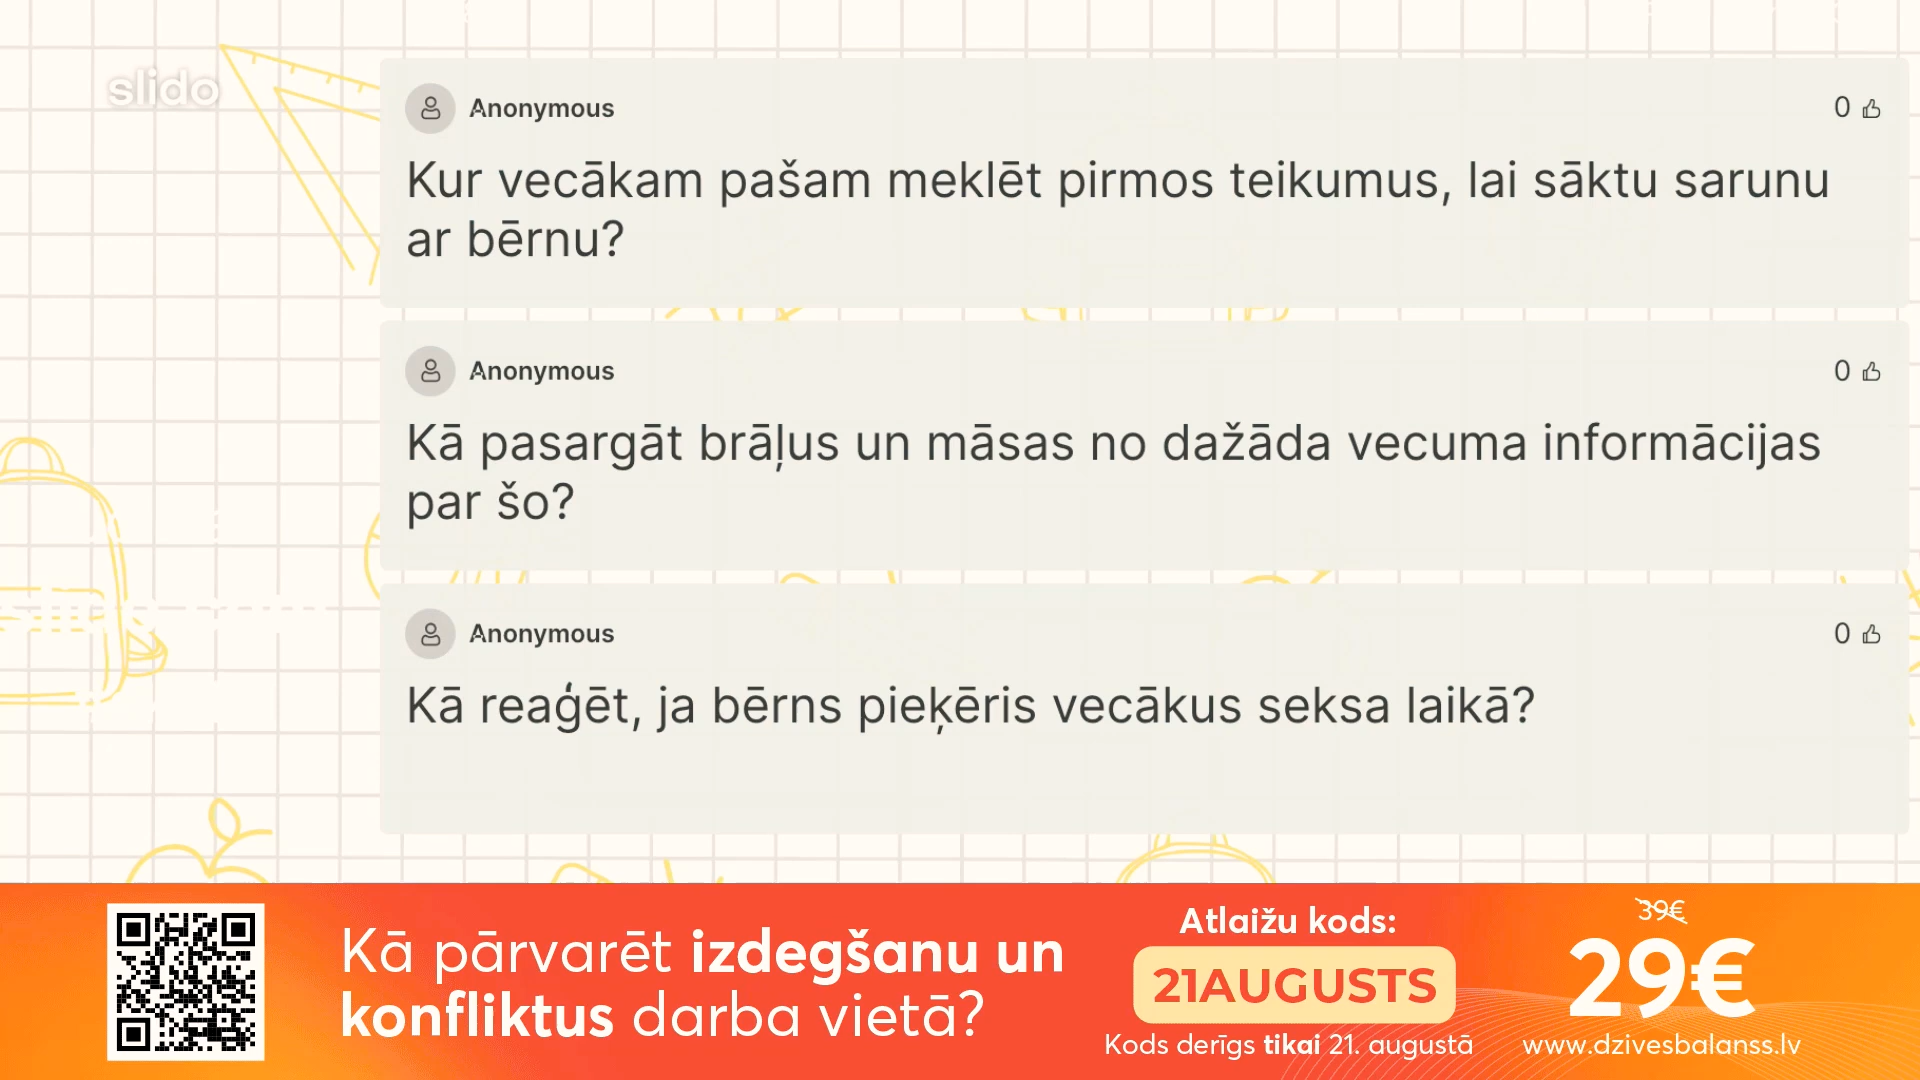 slido
Anonymous
0
Kur vecākam pašam meklēt pirmos teikumus, lai sāktu sarunu
ar bērnu?
Anonymous
0
Kā pasargāt brāļus un māsas no dažāda vecuma informācijas
par šo?
Anonymous
0
Kā reaģēt, ja bērns pieķēris vecākus seksa laikā?
Kā pārvarēt izdegšanu un
konfliktus darba vietā?
Atlaižu kods:
21AUGUSTS
Kods derīgs tikai 21. augustā
39€
29€
www.dzivesbalanss.lv